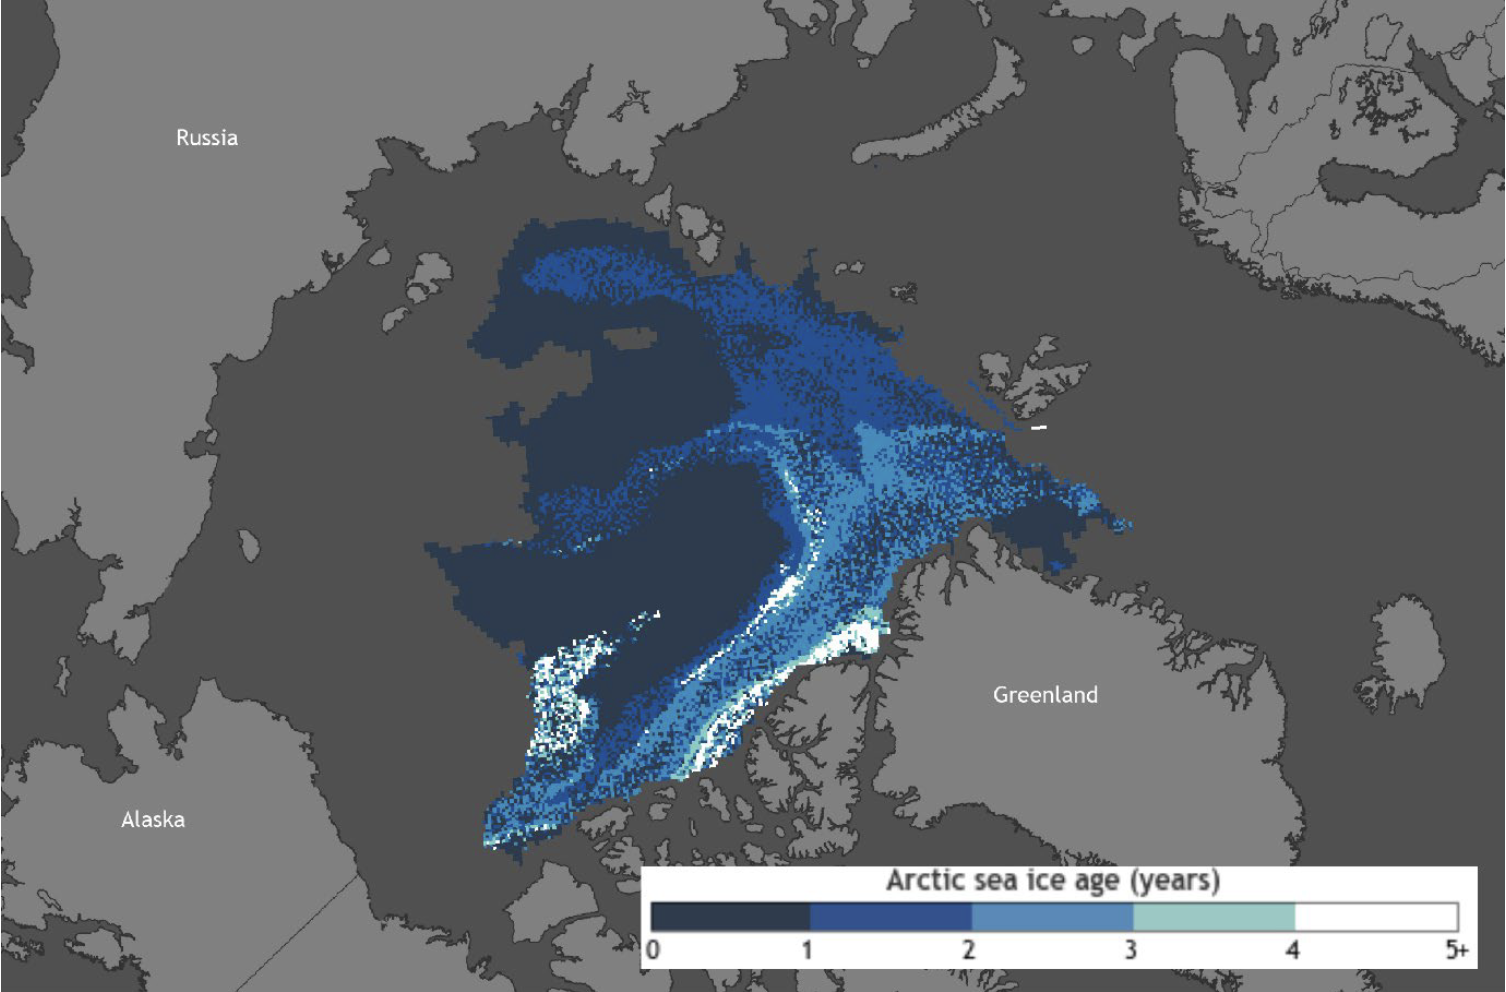 Russia
Greenland
Alaska
Arctic sea ice age (years)
0 1 2 3 4 5+